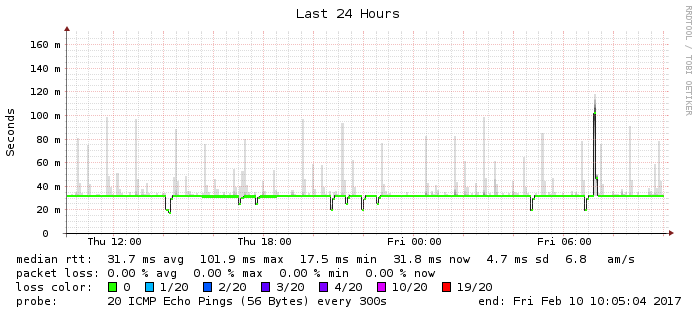 Last 24 Hours
RRDTOOL / TOBI OETIKER
Seconds
160 m
140 m
120 m
100 m
80 m
60 m
40 m
20 m
0
Thu 12:00 Thu 18:00 Fri 00:00 Fri 06:00
median rtt: 31.7 ms avg 101.9 ms max 17.5 ms min 31.8 ms now 4.7 ms sd 6.8 am/s
packet loss: 0.00 % avg 0.00 % max 0.00 % min 0.00 % now
loss color: 0 1/20 2/20 3/20 4/20 10/20 19/20
probe: 20 ICMP Echo Pings (56 Bytes) every 300s end: Fri Feb 10 10:05:04 2017